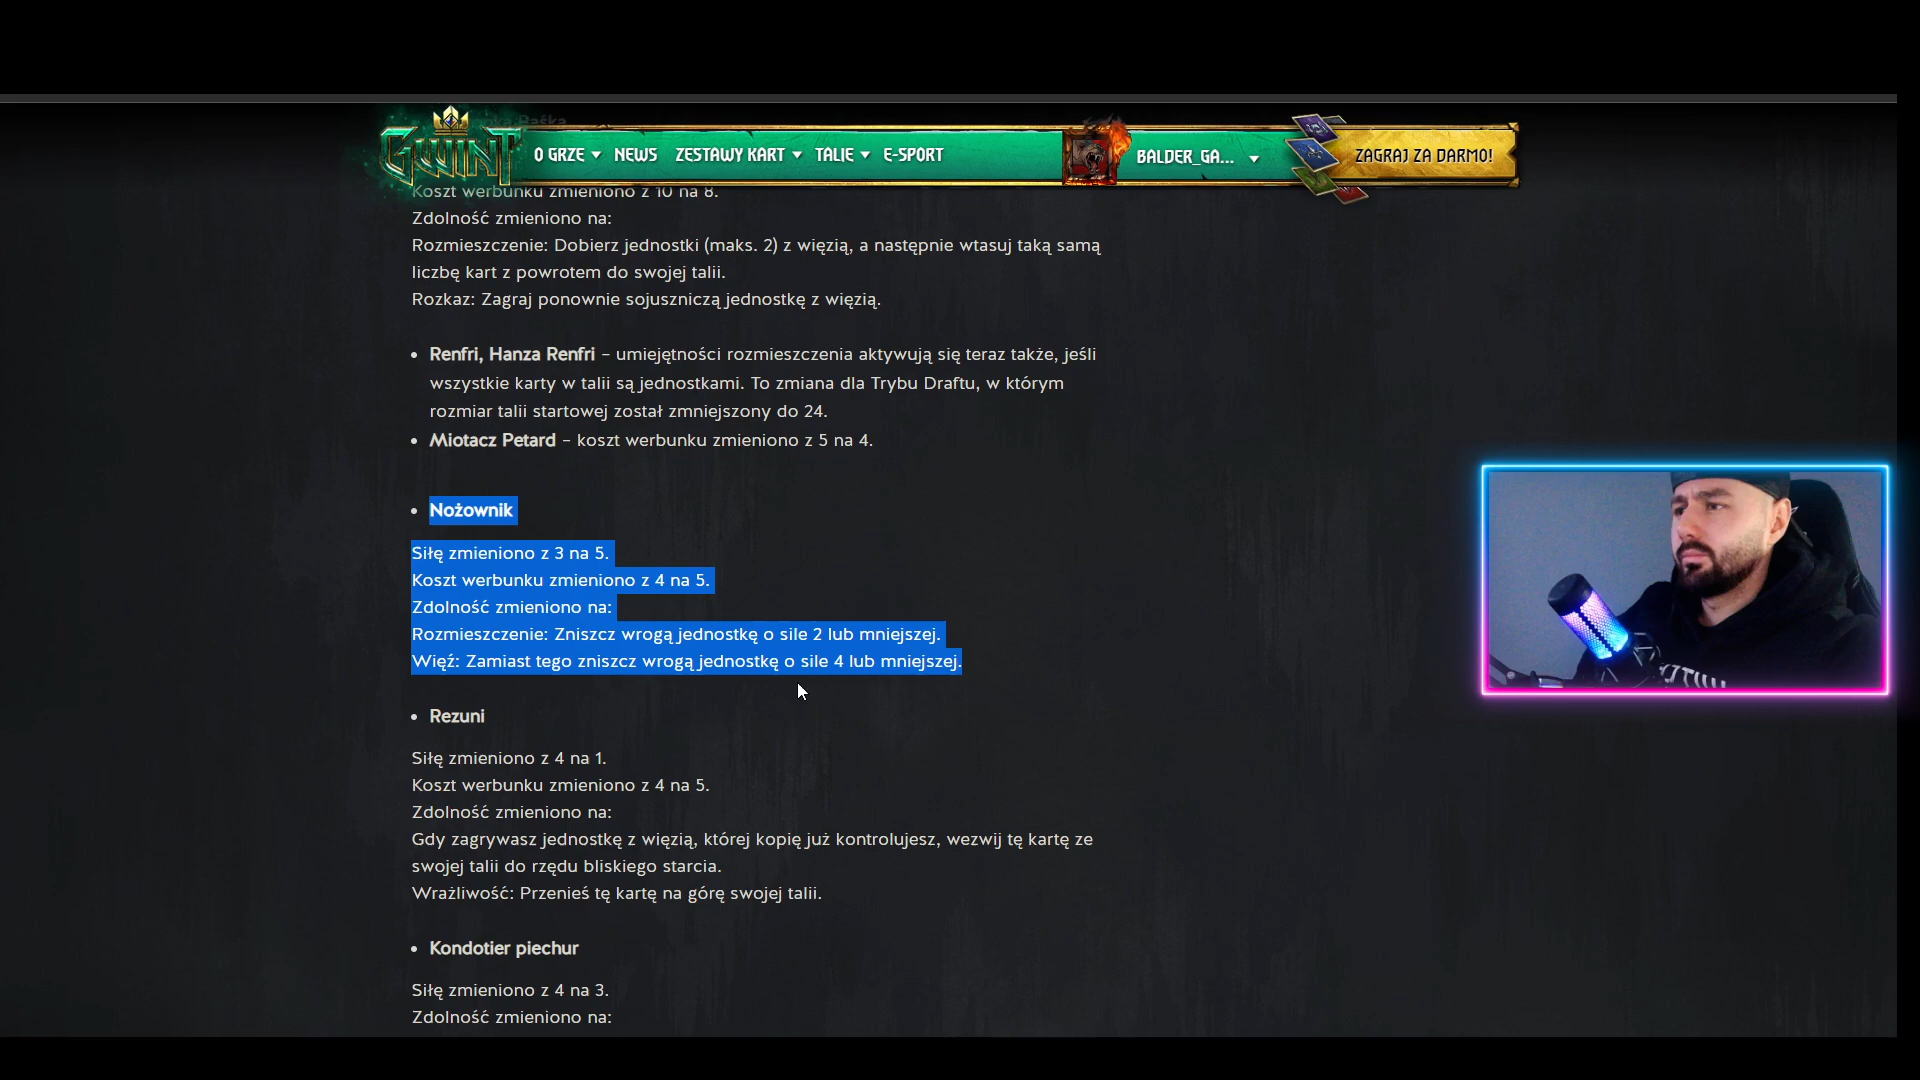 GWINT
O GRZE
NEWS
ZESTAWY KART
TALIE
E-SPORT
BALDER_GA...
ZAGRAJ ZA DARMO!
Koszt werbunku zmieniono z 10 na 8.
Zdolność zmieniono na:
Rozmieszczenie: Dobierz jednostki (maks. 2) z więzią, a następnie wtasuj taką samą
liczbę kart z powrotem do swojej talii.
Rozkaz: Zagraj ponownie sojuszniczą jednostkę z więzią.
• Renfri, Hanza Renfri – umiejętności rozmieszczenia aktywują się teraz także, jeśli
wszystkie karty w talii są jednostkami. To zmiana dla Trybu Draftu, w którym
rozmiar talii startowej został zmniejszony do 24.
• Miotacz Petard – koszt werbunku zmieniono z 5 na 4.
• Nożownik
Siłę zmieniono z 3 na 5.
Koszt werbunku zmieniono z 4 na 5.
Zdolność zmieniono na:
Rozmieszczenie: Zniszcz wrogą jednostkę o sile 2 lub mniejszej.
Więź: Zamiast tego zniszcz wrogą jednostkę o sile 4 lub mniejszej.
• Rezuni
Siłę zmieniono z 4 na 1.
Koszt werbunku zmieniono z 4 na 5.
Zdolność zmieniono na:
Gdy zagrywasz jednostkę z więzią, której kopię już kontrolujesz, wezwij tę kartę ze
swojej talii do rzędu bliskiego starcia.
Wrażliwość: Przenieś tę kartę na górę swojej talii.
• Kondotier piechur
Siłę zmieniono z 4 na 3.
Zdolność zmieniono na: